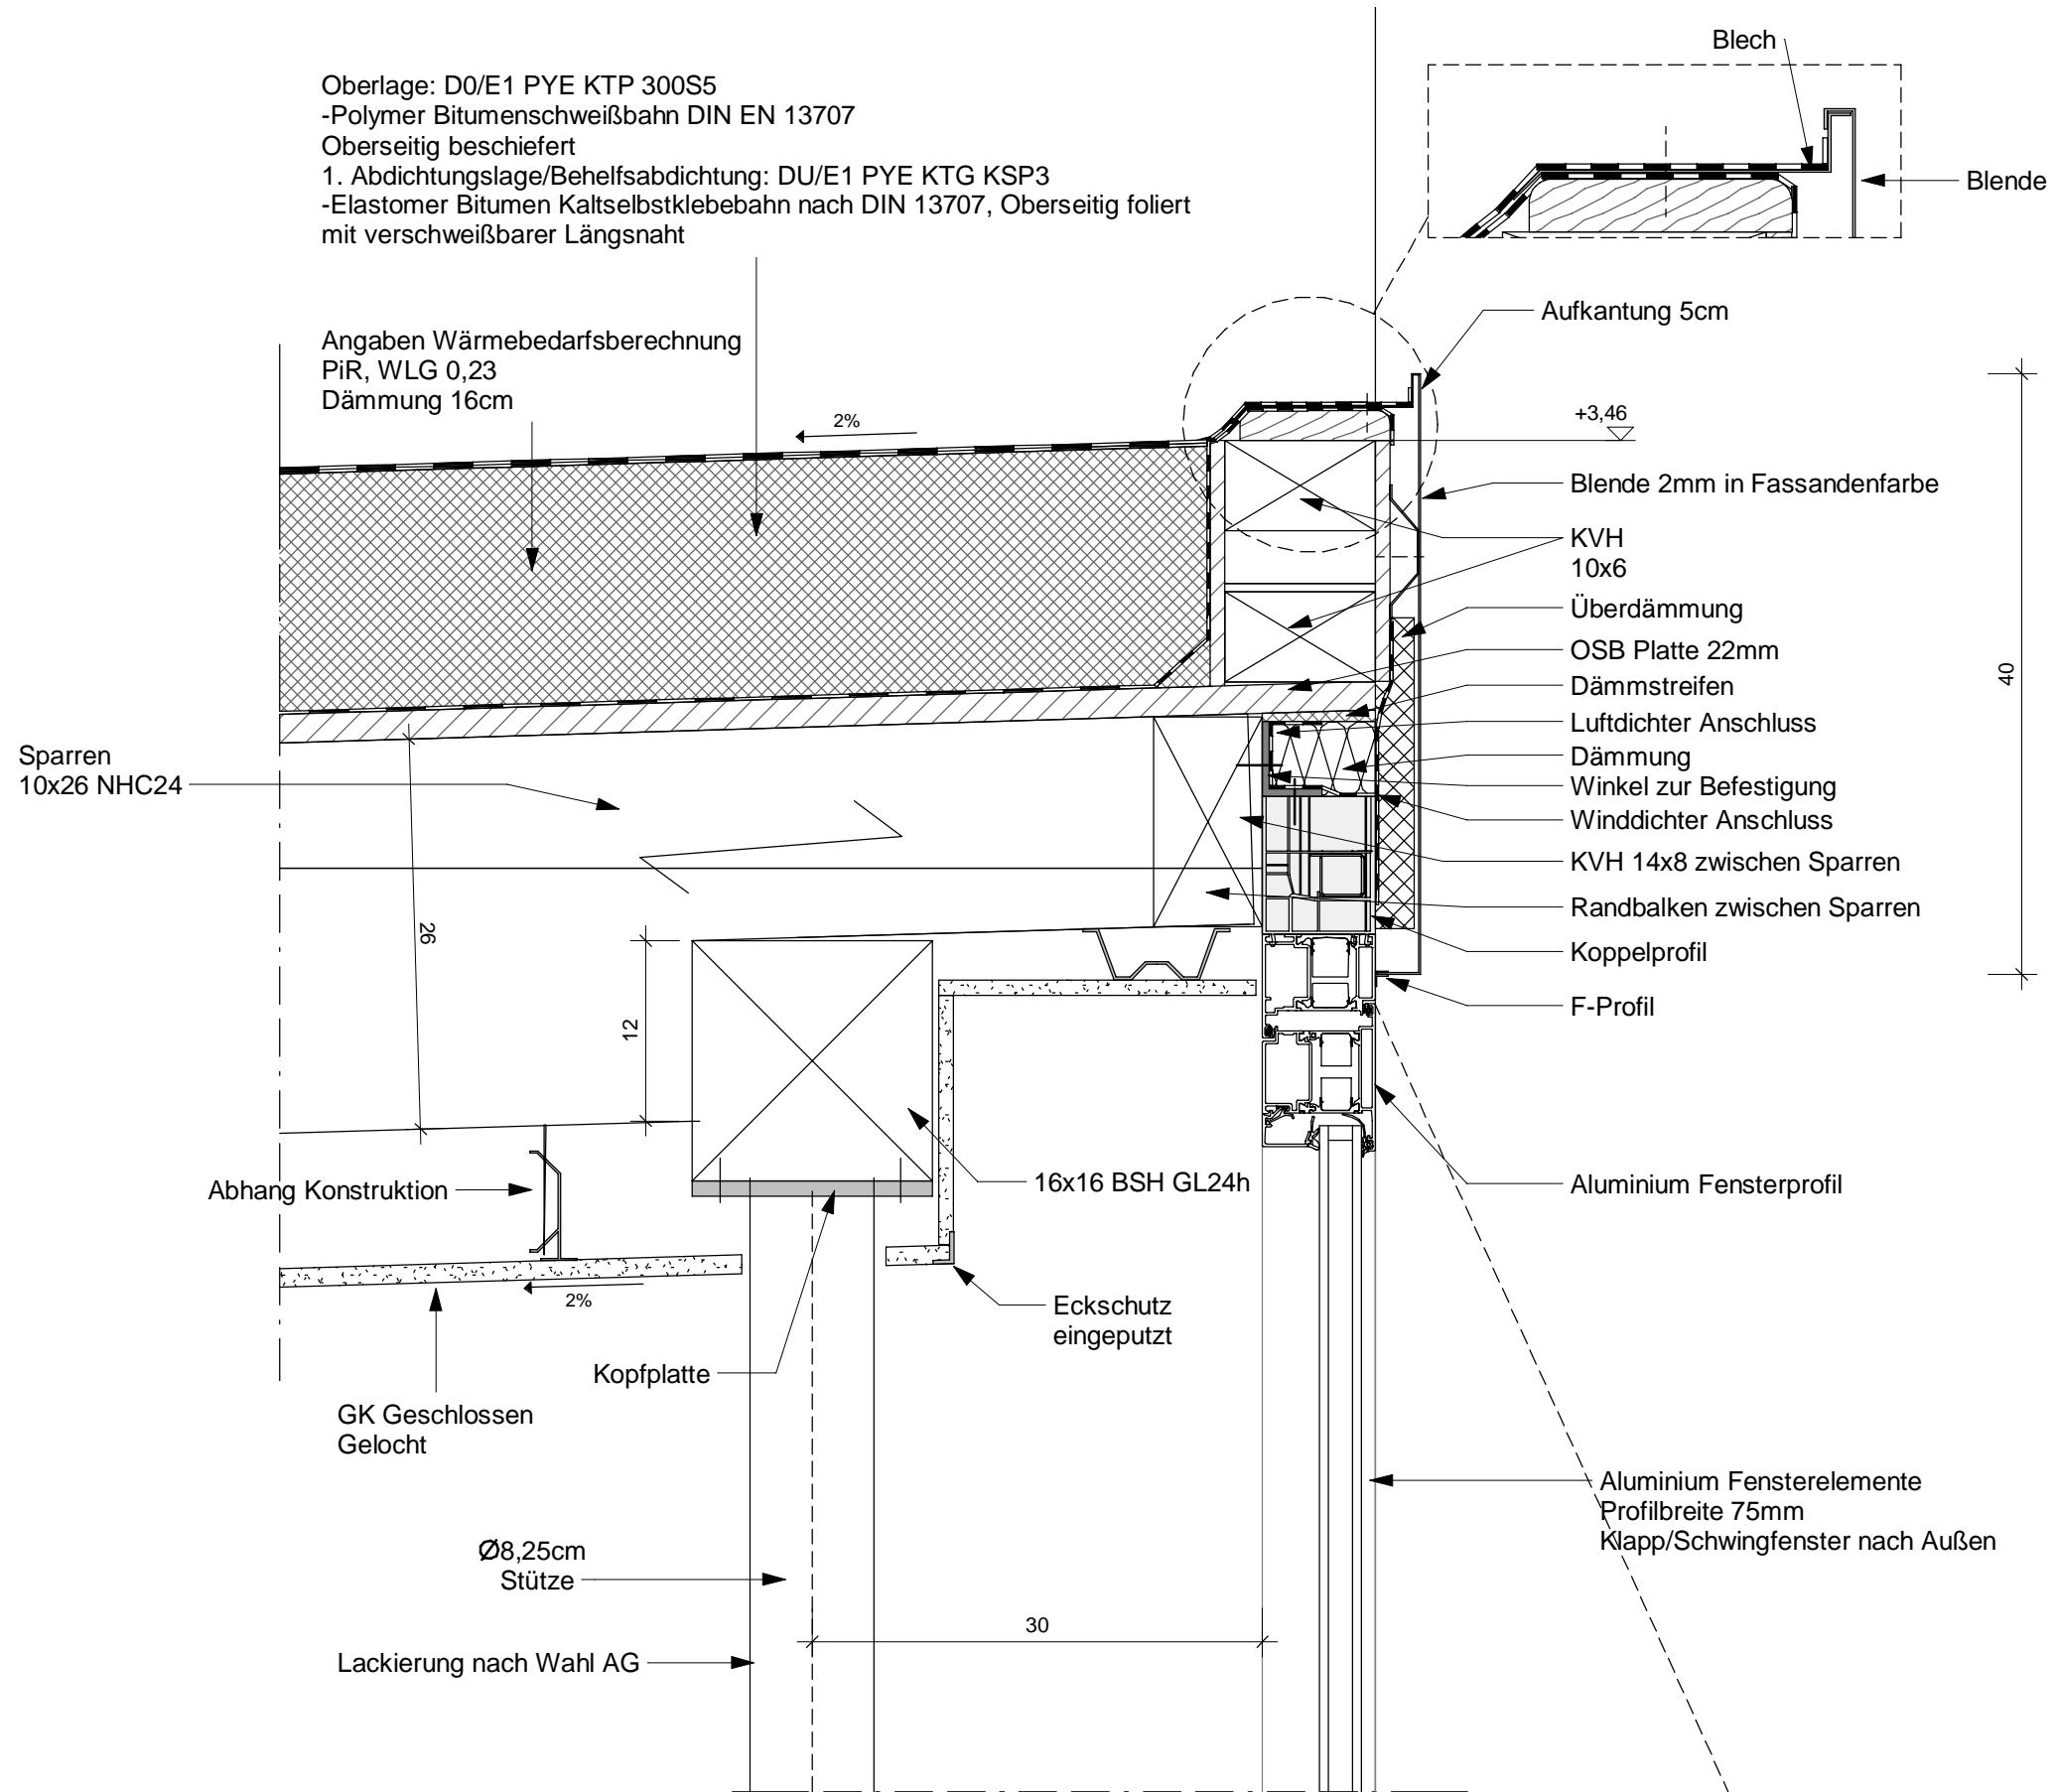 Blech
Oberlage: D0/E1 PYE KTP 300S5
-Polymer Bitumenschweißbahn DIN EN 13707
Oberseitig beschiefert
1. Abdichtungslage/Behelfsabdichtung: DU/E1 PYE KTG KSP3
-Elastomer Bitumen Kaltselbstklebebahn nach DIN 13707, Oberseitig foliert
mit verschweißbarer Längsnaht
Blende
Aufkantung 5cm
Angaben Wärmebedarfsberechnung
PiR, WLG 0,23
Dämmung 16cm
2%
+3,46
Blende 2mm in Fassandenfarbe
KVH
10x6
Überdämmung
OSB Platte 22mm
Dämmstreifen
Luftdichter Anschluss
Dämmung
Winkel zur Befestigung
Winddichter Anschluss
KVH 14x8 zwischen Sparren
Randbalken zwischen Sparren
Koppelprofil
F-Profil
40
Sparren
10x26 NHC24
26
12
Abhang Konstruktion
16x16 BSH GL24h
Aluminium Fensterprofil
2%
Eckschutz
eingeputzt
Kopfplatte
GK Geschlossen
Gelocht
Aluminium Fensterelemente
Profilbreite 75mm
Klapp/Schwingfenster nach Außen
Ø8,25cm
Stütze
30
Lackierung nach Wahl AG